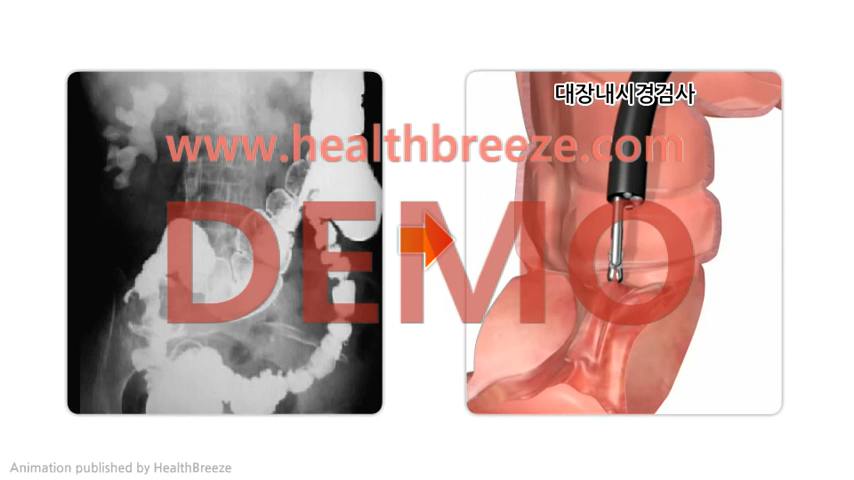 대장내시경검사
www.healthbreeze.com
DEMO
Animation published by HealthBreeze